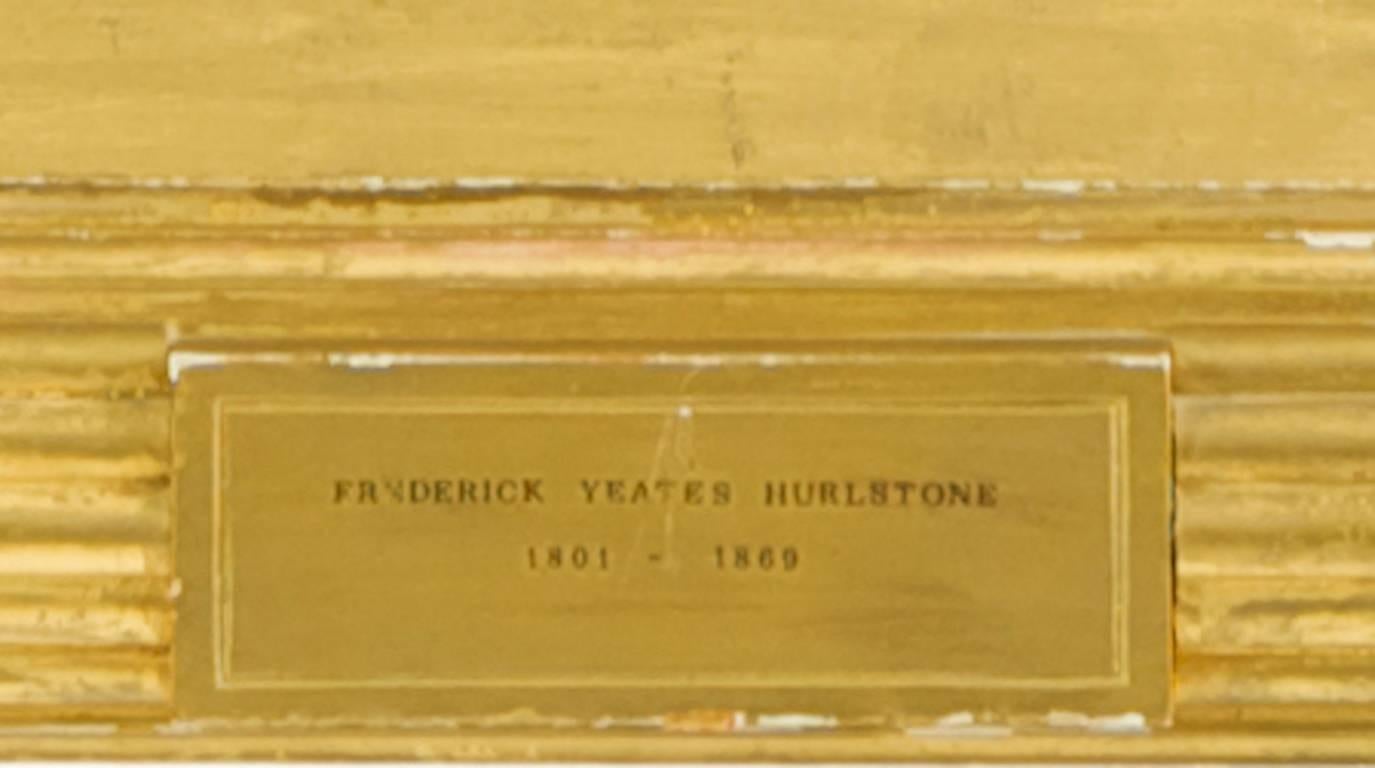 FREDERICK YEATES HURLSTONE
1801 - 1869